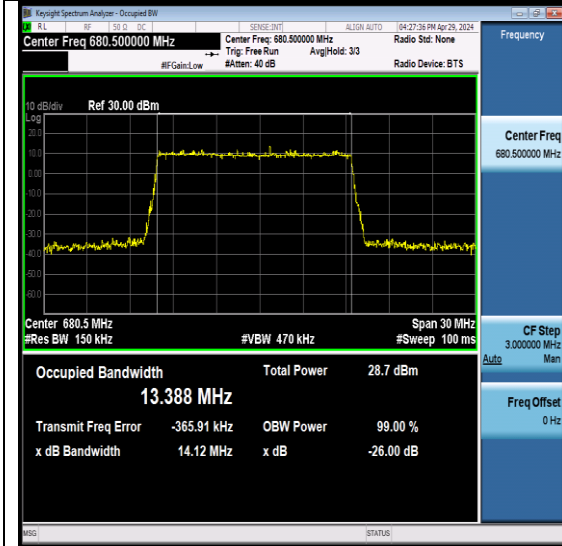 Keysight Spectrum Analyzer - Occupied BW
RL RF 50 Ω DC SENSE:INT ALIGN AUTO 04:27:36 PM Apr 29, 2024
Center Freq 680.500000 MHz
Center Freq: 680.500000 MHz
Radio Std: None
Trig: Free Run Avg|Hold: 3/3
#IFGain:Low #Atten: 40 dB Radio Device: BTS
Frequency
10 dB/div Ref 30.00 dBm
Log
20.0
10.0
0.00
-10.0
-20.0
-30.0
-40.0
-50.0
-60.0
Center Freq
680.500000 MHz
Center 680.5 MHz Span 30 MHz
#Res BW 150 kHz #VBW 470 kHz #Sweep 100 ms
CF Step
3.000000 MHz
Auto Man
Occupied Bandwidth Total Power 28.7 dBm
13.388 MHz
Transmit Freq Error -365.91 kHz OBW Power 99.00 %
x dB Bandwidth 14.12 MHz x dB -26.00 dB
Freq Offset
0 Hz
MSG STATUS